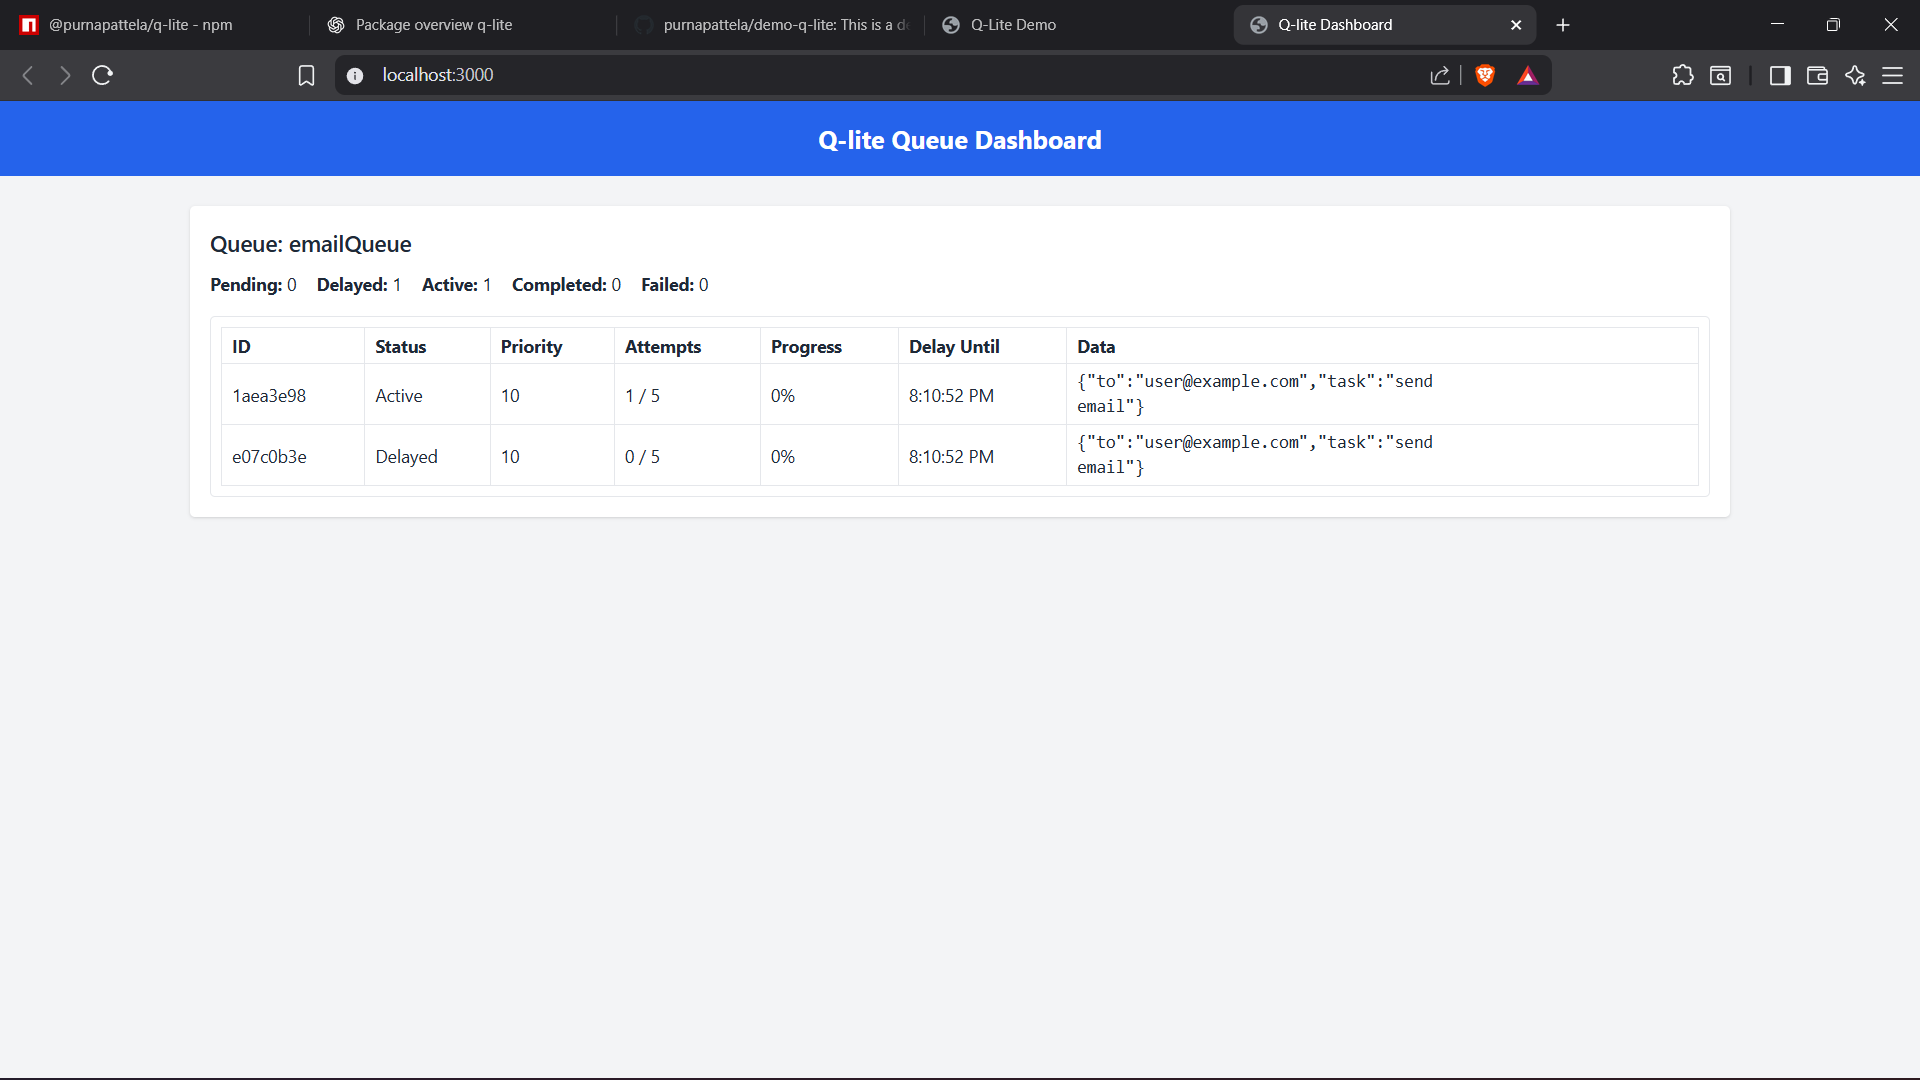 @purnapattela/q-lite - npm
Package overview q-lite
purnapattela/demo-q-lite: This is a d
Q-Lite Demo
Q-lite Dashboard
localhost:3000
Q-lite Queue Dashboard
Queue: emailQueue
Pending: 0 Delayed: 1 Active: 1 Completed: 0 Failed: 0
ID Status Priority Attempts Progress Delay Until Data
1aea3e98 Active 10 1 / 5 0% 8:10:52 PM {"to":"user@example.com","task":"send
email"}
e07c0b3e Delayed 10 0 / 5 0% 8:10:52 PM {"to":"user@example.com","task":"send
email"}